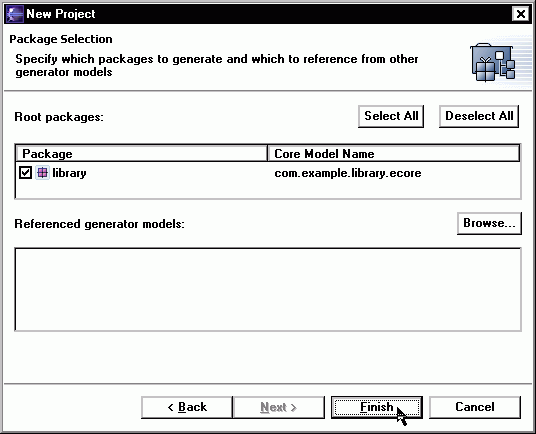 New Project
Package Selection
Specify which packages to generate and which to reference from other
generator models
Root packages:
Select All
Deselect All
Package
Core Model Name
library
com.example.library.ecore
Referenced generator models:
Browse...
< Back
Next >
Finish
Cancel